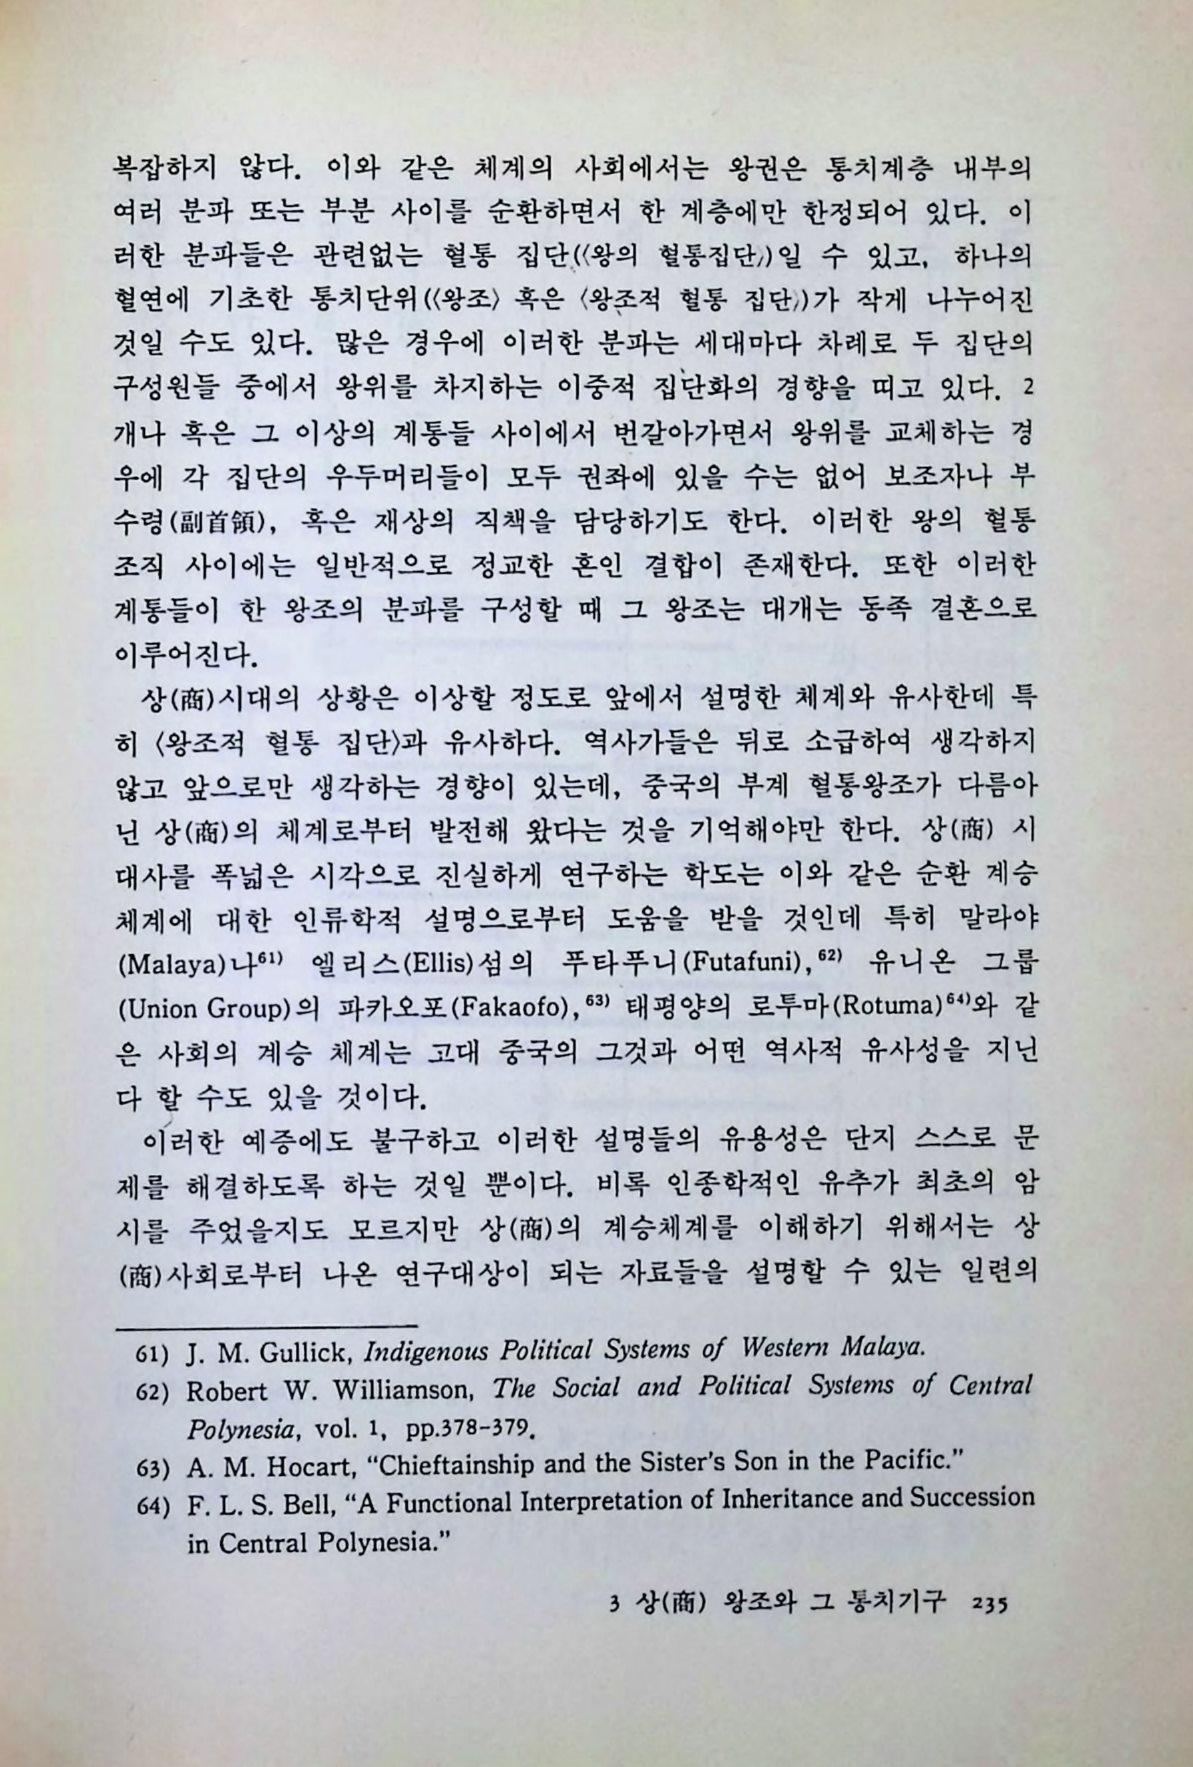 복잡하지 않다. 이와 같은 체계의 사회에서는 왕권은 통치계층 내부의
여러 분파 또는 부분 사이를 순환하면서 한 계층에만 한정되어 있다. 이
러한 분파들은 관련없는 혈통 집단(〈왕의 혈통집단〉)일 수 있고, 하나의
혈연에 기초한 통치단위(〈왕조〉 혹은 〈왕조적 혈통 집단〉)가 작게 나누어진
것일 수도 있다. 많은 경우에 이러한 분파는 세대마다 차례로 두 집단의
구성원들 중에서 왕위를 차지하는 이중적 집단화의 경향을 띠고 있다. 2
개나 혹은 그 이상의 계통들 사이에서 번갈아가면서 왕위를 교체하는 경
우에 각 집단의 우두머리들이 모두 권좌에 있을 수는 없어 보조자나 부
수령(副首領), 혹은 재상의 직책을 담당하기도 한다. 이러한 왕의 혈통
조직 사이에는 일반적으로 정교한 혼인 결합이 존재한다. 또한 이러한
계통들이 한 왕조의 분파를 구성할 때 그 왕조는 대개는 동족 결혼으로
이루어진다.
상(商)시대의 상황은 이상할 정도로 앞에서 설명한 체계와 유사한데 특
히 〈왕조적 혈통 집단〉과 유사하다. 역사가들은 뒤로 소급하여 생각하지
않고 앞으로만 생각하는 경향이 있는데, 중국의 부계 혈통왕조가 다름아
닌 상(商)의 체계로부터 발전해 왔다는 것을 기억해야만 한다. 상(商) 시
대사를 폭넓은 시각으로 진실하게 연구하는 학도는 이와 같은 순환 계승
체계에 대한 인류학적 설명으로부터 도움을 받을 것인데 특히 말라야
(Malaya)나61) 엘리스(Ellis)섬의 푸타푸니(Futafuni),62) 유니온 그룹
(Union Group)의 파카오포(Fakaofo),63) 태평양의 로투마(Rotuma)64)와 같
은 사회의 계승 체계는 고대 중국의 그것과 어떤 역사적 유사성을 지닌
다 할 수도 있을 것이다.
이러한 예증에도 불구하고 이러한 설명들의 유용성은 단지 스스로 문
제를 해결하도록 하는 것일 뿐이다. 비록 인종학적인 유추가 최초의 암
시를 주었을지도 모르지만 상(商)의 계승체계를 이해하기 위해서는 상
(商)사회로부터 나온 연구대상이 되는 자료들을 설명할 수 있는 일련의
61) J. M. Gullick, Indigenous Political Systems of Western Malaya.
62) Robert W. Williamson, The Social and Political Systems of Central
Polynesia, vol. 1, pp.378-379.
63) A. M. Hocart, “Chieftainship and the Sister's Son in the Pacific.”
64) F. L. S. Bell, “A Functional Interpretation of Inheritance and Succession
in Central Polynesia.”
3 상(商) 왕조와 그 통치기구 235